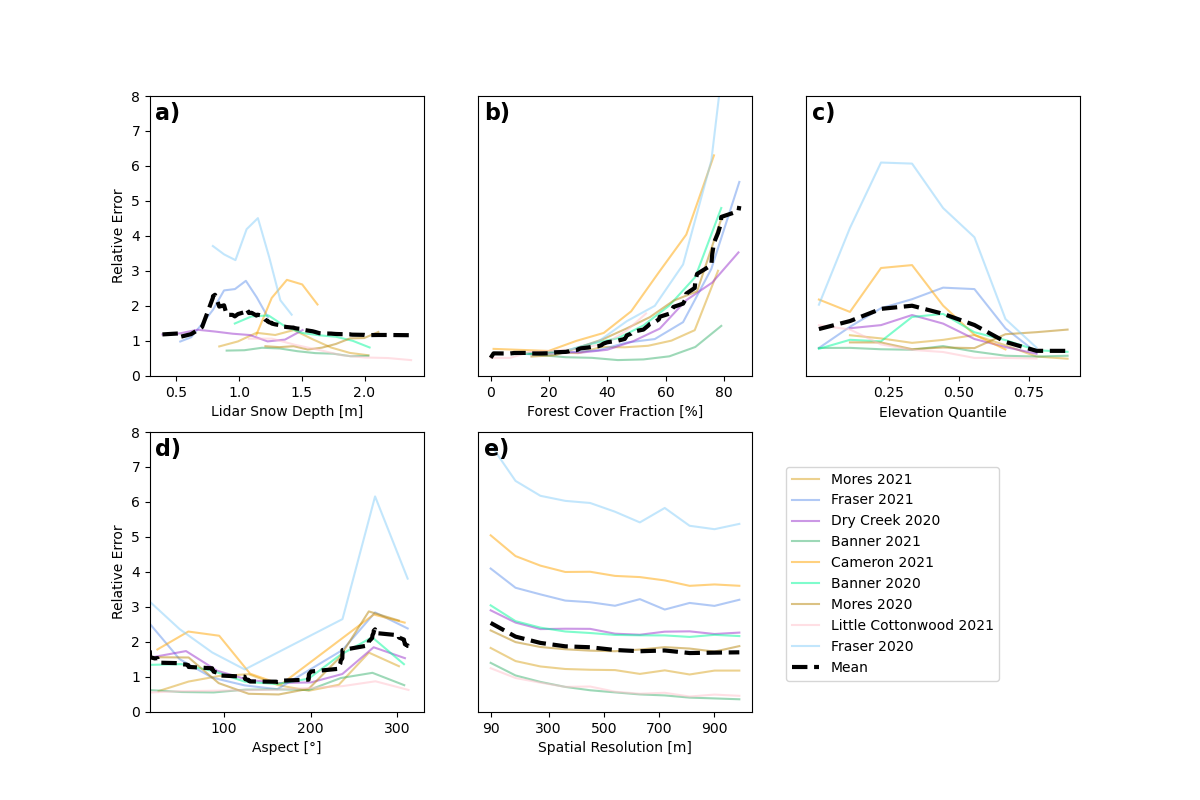 a)
b)
c)
8
7
6
5
4
3
2
1
0
Relative Error
0.5 1.0 1.5 2.0
0 20 40 60 80
0.25 0.50 0.75
Lidar Snow Depth [m]
Forest Cover Fraction [%]
Elevation Quantile
d)
e)
8
7
6
5
4
3
2
1
0
Relative Error
100 200 300
90 300 500 700 900
Aspect [°]
Spatial Resolution [m]
Mores 2021
Fraser 2021
Dry Creek 2020
Banner 2021
Cameron 2021
Banner 2020
Mores 2020
Little Cottonwood 2021
Fraser 2020
Mean